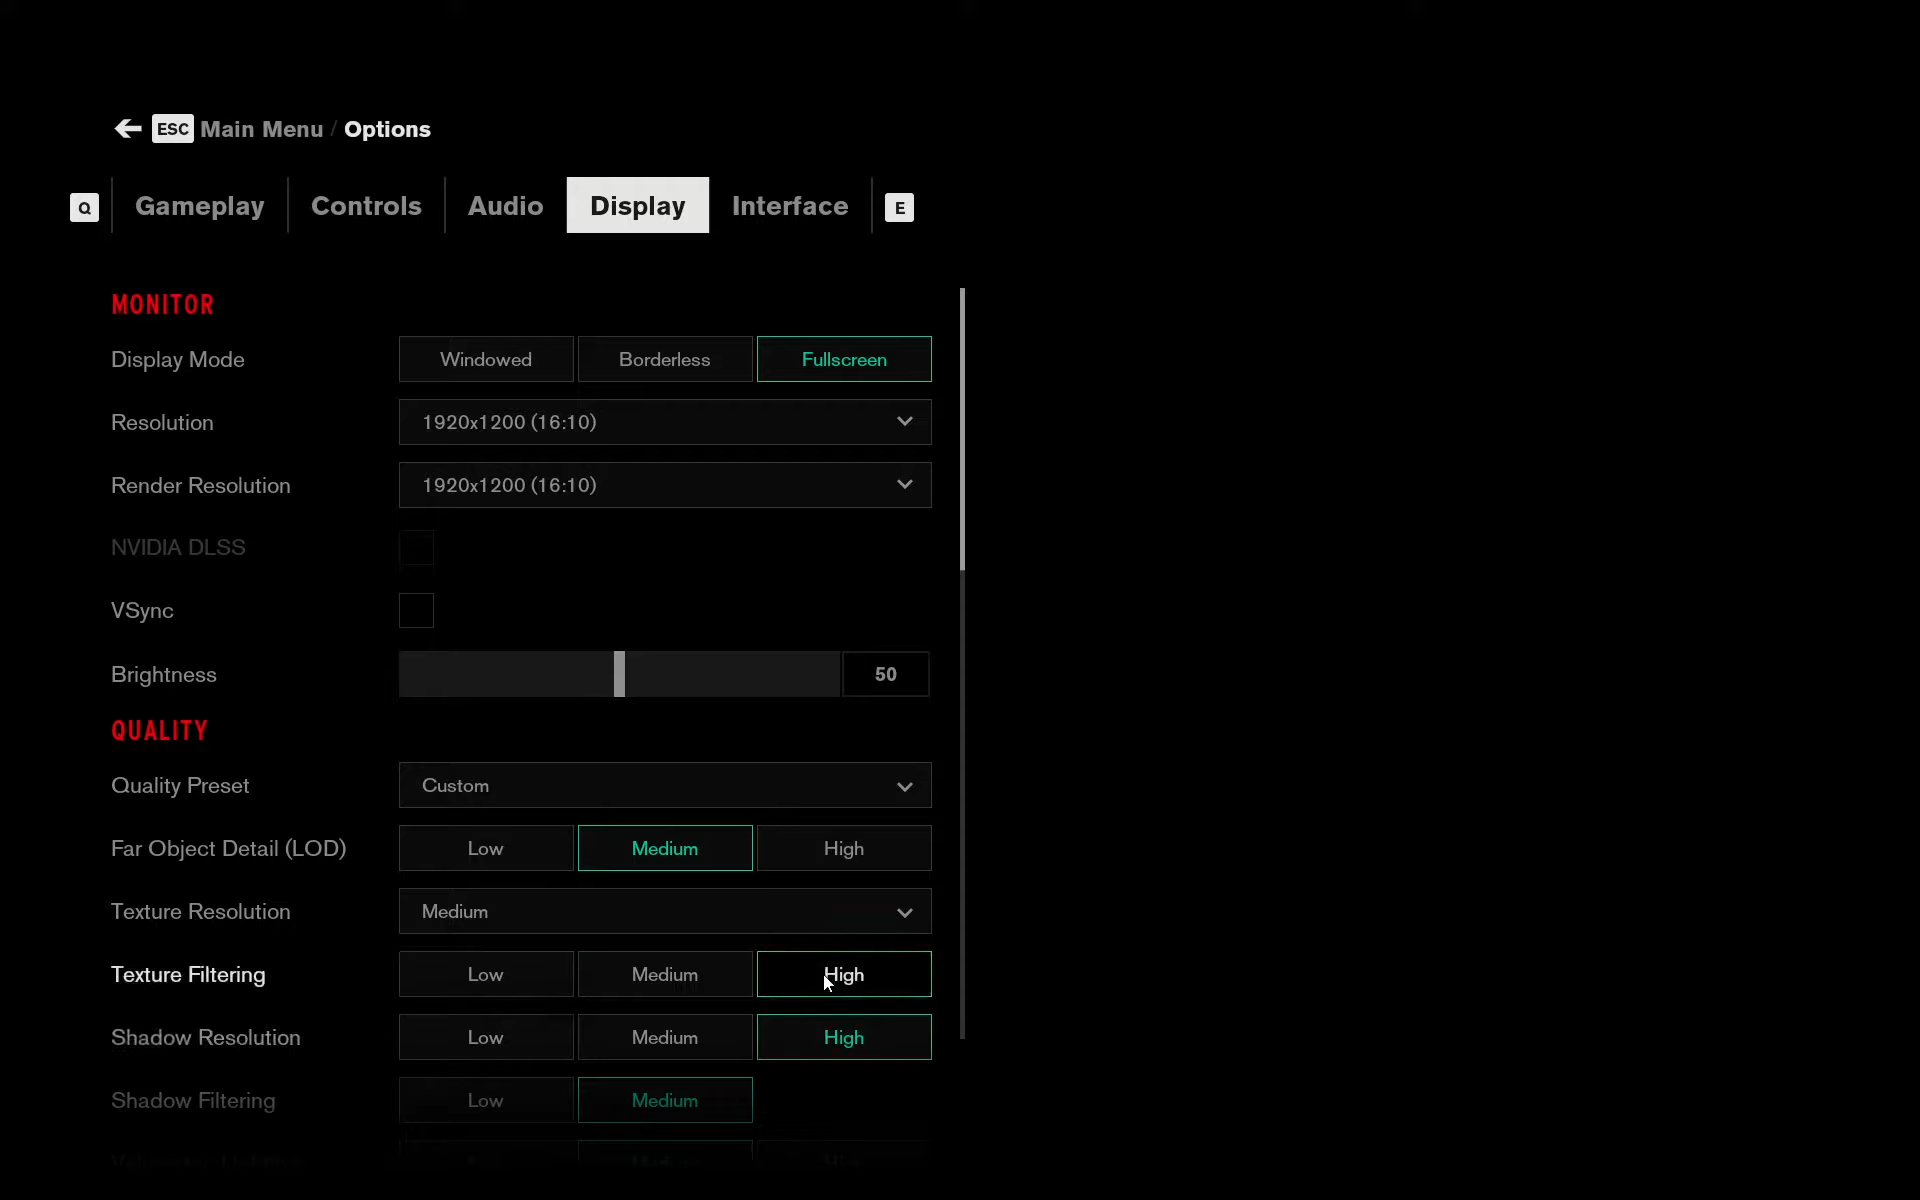 ESC Main Menu / Options
Q Gameplay Controls Audio Display Interface E
MONITOR
Display Mode Windowed Borderless Fullscreen
Resolution 1920x1200 (16:10)
Render Resolution 1920x1200 (16:10)
NVIDIA DLSS
VSync
Brightness 50
QUALITY
Quality Preset Custom
Far Object Detail (LOD) Low Medium High
Texture Resolution Medium
Texture Filtering Low Medium High
Shadow Resolution Low Medium High
Shadow Filtering Low Medium